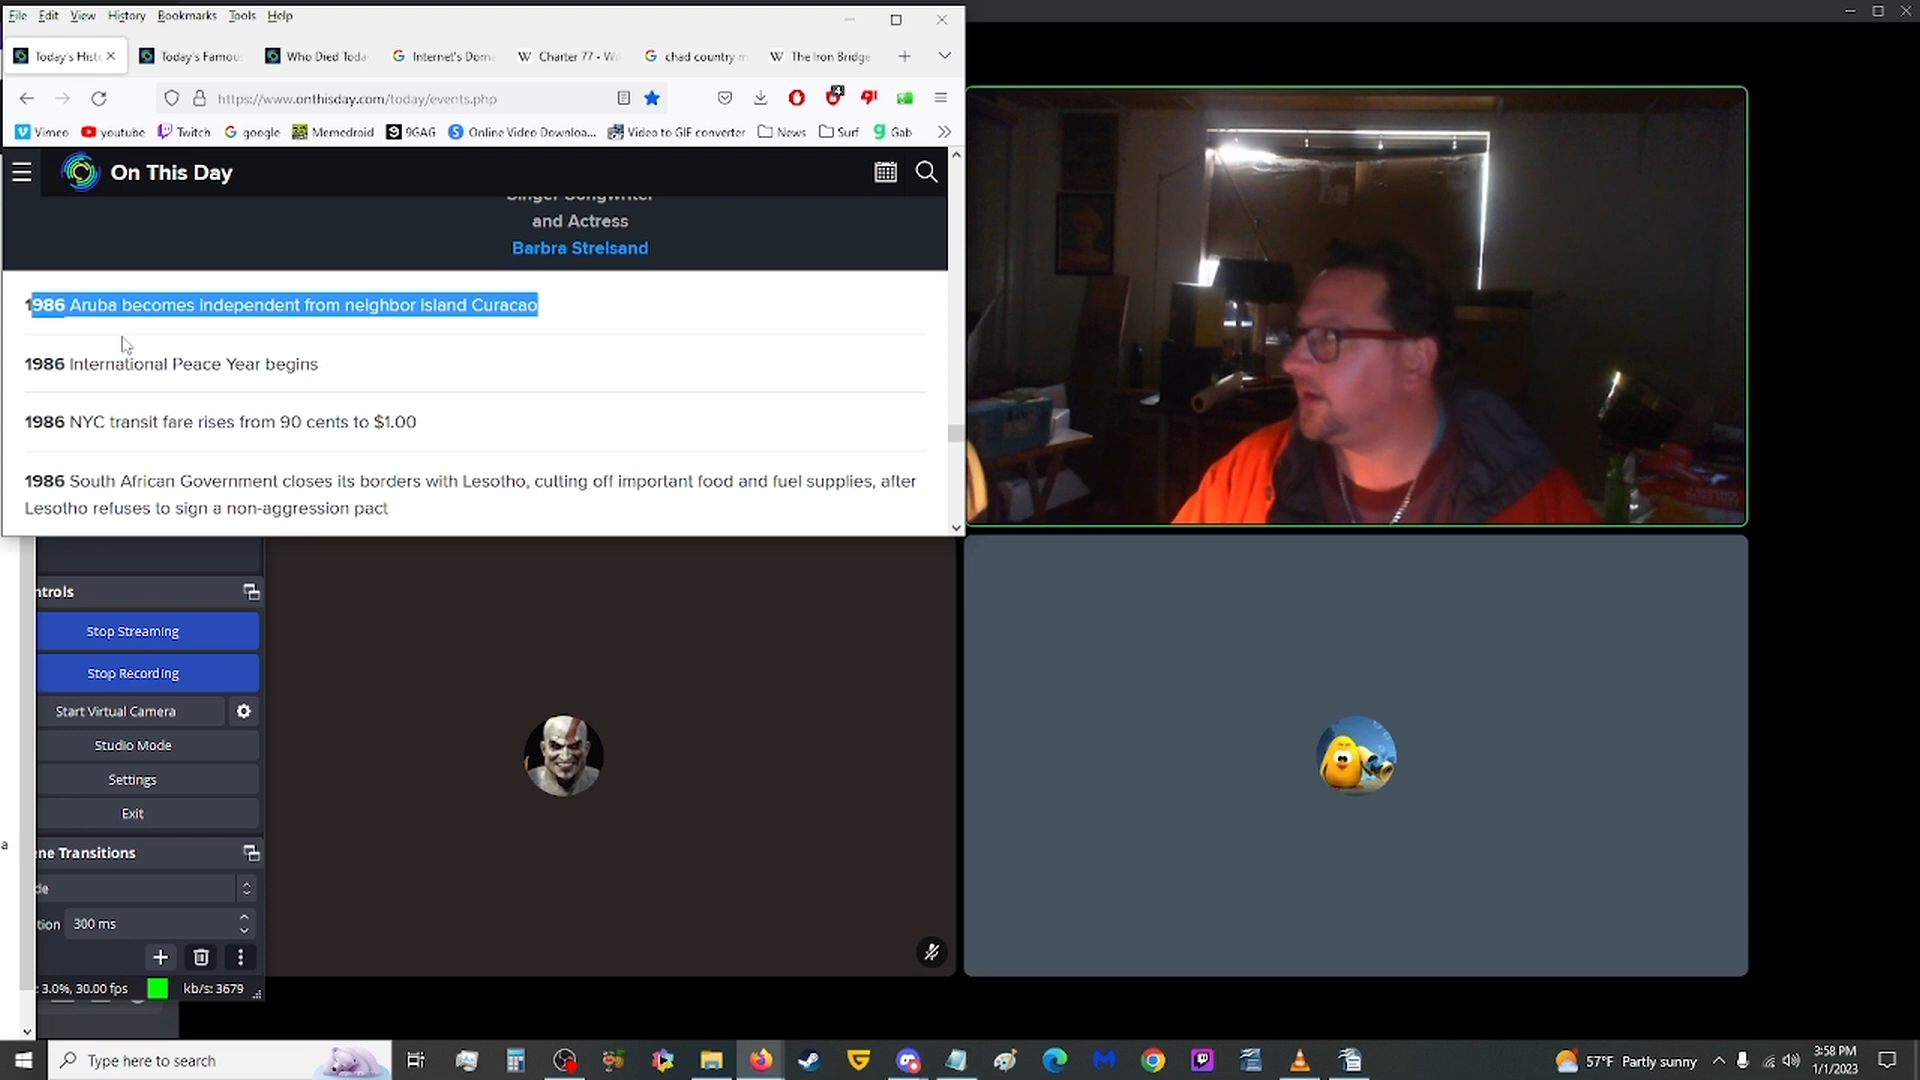 File Edit View History Bookmarks Tools Help
Today's Hist
Today's Famou
Who Died Toda
Internet's Dom
Charter 77 - Wi
chad country m
The Iron Bridge
https://www.onthisday.com/today/events.php
Vimeo
youtube
Twitch
google
Memedroid
9GAG
Online Video Downloa...
Video to GIF converter
News
Surf
Gab
On This Day
Singer Songwriter
and Actress
Barbra Streisand
1986 Aruba becomes independent from neighbor island Curacao
1986 International Peace Year begins
1986 NYC transit fare rises from 90 cents to $1.00
1986 South African Government closes its borders with Lesotho, cutting off important food and fuel supplies, after
Lesotho refuses to sign a non-aggression pact
ntrols
Stop Streaming
Stop Recording
Start Virtual Camera
Studio Mode
Settings
Exit
a
ne Transitions
de
tion 300 ms
: 3.0%, 30.00 fps
kb/s: 3679
Type here to search
57°F Partly sunny
3:58 PM
1/1/2023